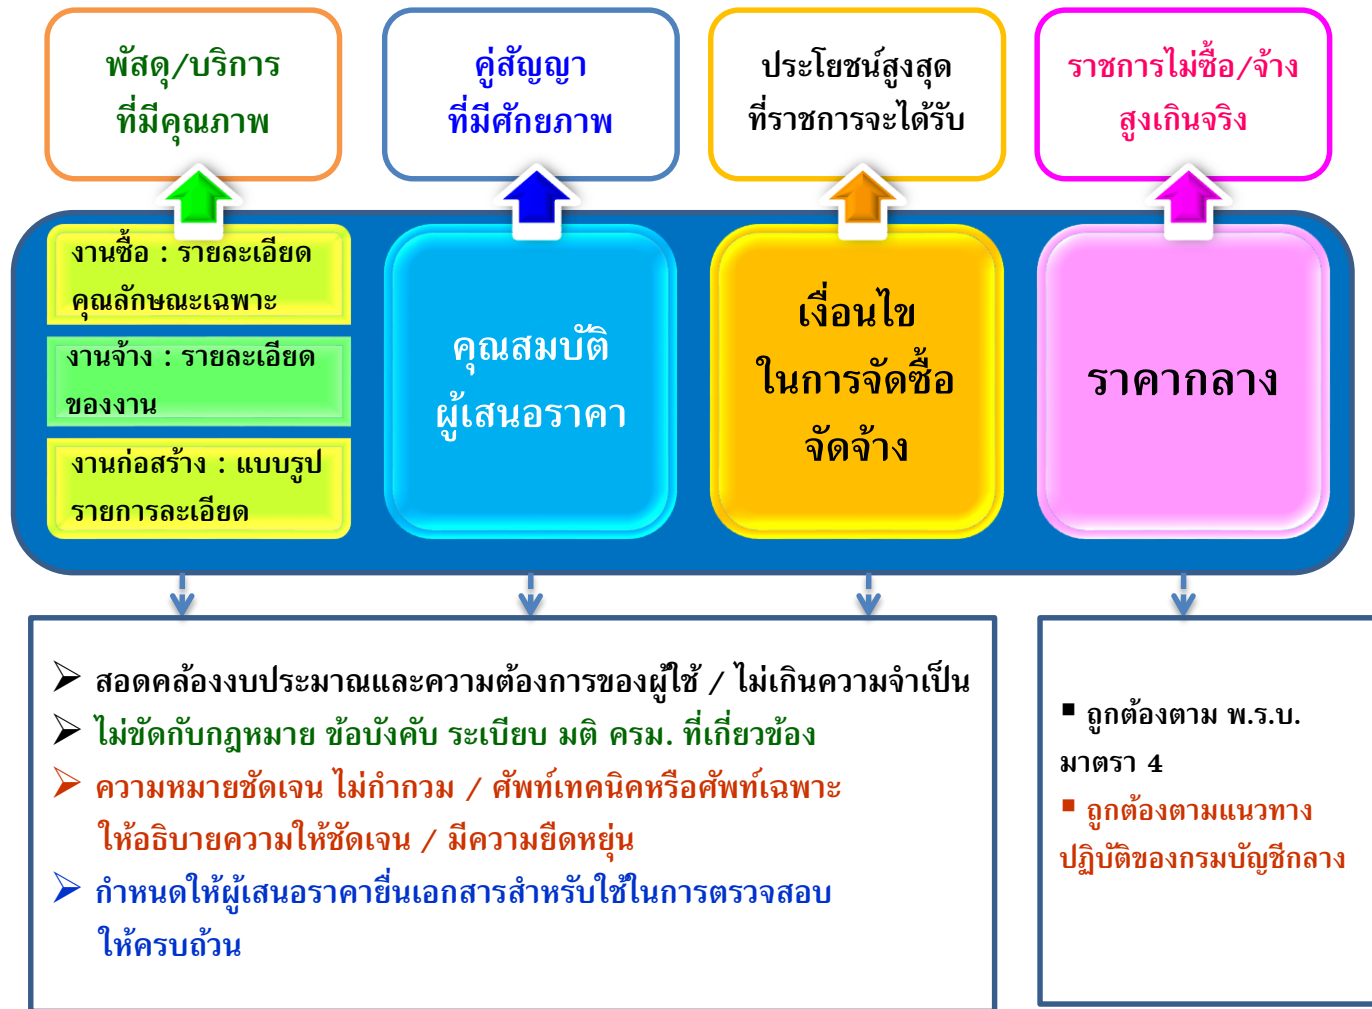 พัสดุ/บริการ
ที่มีคุณภาพ
คู่สัญญา
ที่มีศักยภาพ
ประโยชน์สูงสุด
ที่ราชการจะได้รับ
ราชการไม่ซื้อ/จ้าง
สูงเกินจริง
งานซื้อ : รายละเอียด
คุณลักษณะเฉพาะ
งานจ้าง : รายละเอียด
ของงาน
งานก่อสร้าง : แบบรูป
รายการละเอียด
คุณสมบัติ
ผู้เสนอราคา
เงื่อนไข
ในการจัดซื้อ
จัดจ้าง
ราคากลาง
➢ สอดคล้องงบประมาณและความต้องการของผู้ใช้ / ไม่เกินความจำเป็น
➢ ไม่ขัดกับกฎหมาย ข้อบังคับ ระเบียบ มติ ครม. ที่เกี่ยวช้อง
➢ ความหมายชัดเจน ไม่กำกวม / ศัพท์เทคนิคหรือศัพท์เฉพาะ
ให้อธิบายความให้ชัดเจน / มีความยืดหยุ่น
➢ กำหนดให้ผู้เสนอราคายื่นเอกสารสำหรับใช้ในการตรวจสอบ
ให้ครบถ้วน
▪ ถูกต้องตาม พ.ร.บ.
มาตรา 4
▪ ถูกต้องตามแนวทาง
ปฏิบัติของกรมบัญชีกลาง